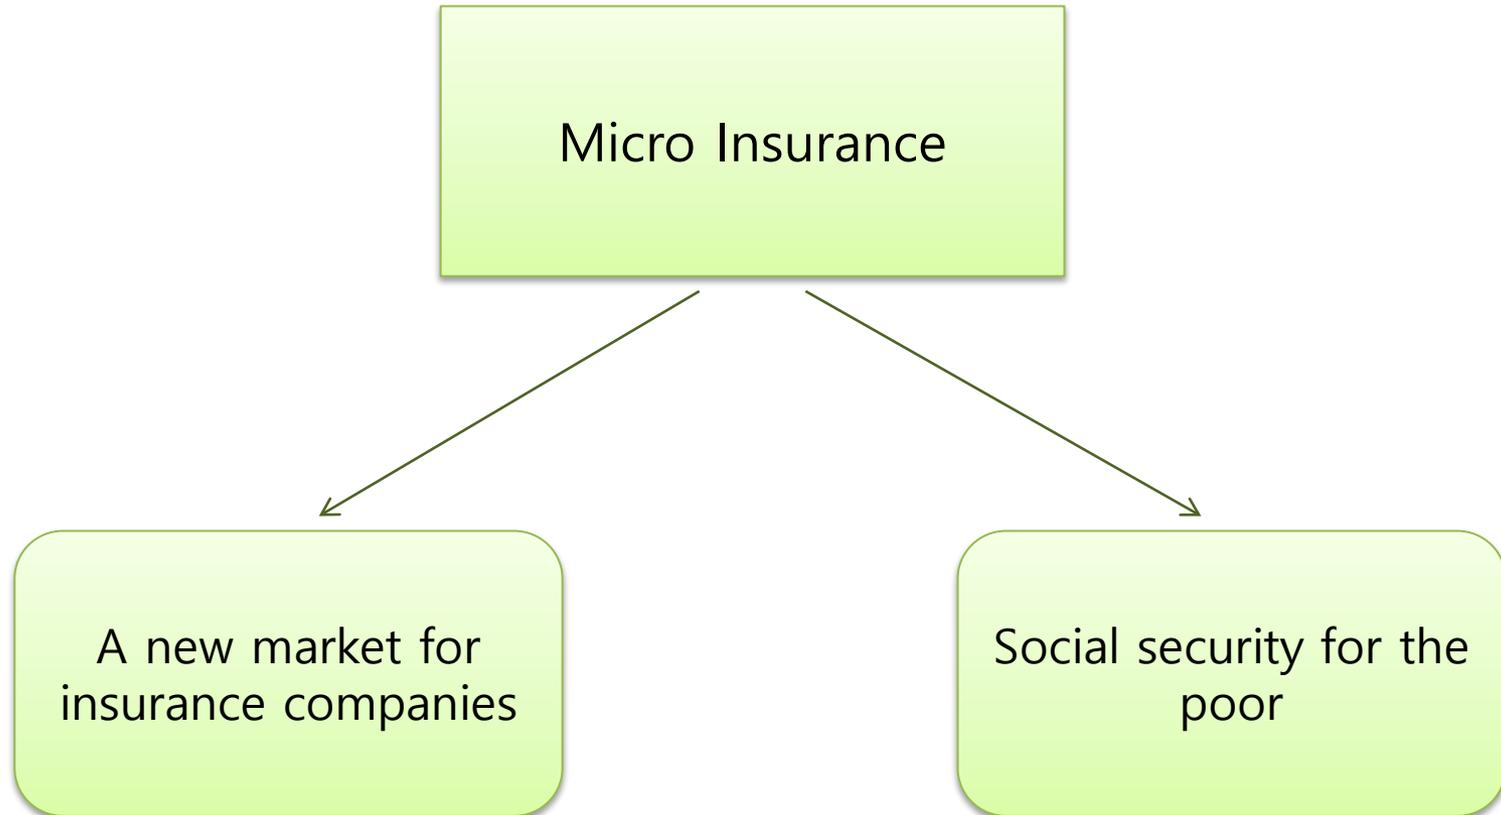 Micro Insurance
A new market for
insurance companies
Social security for the
poor